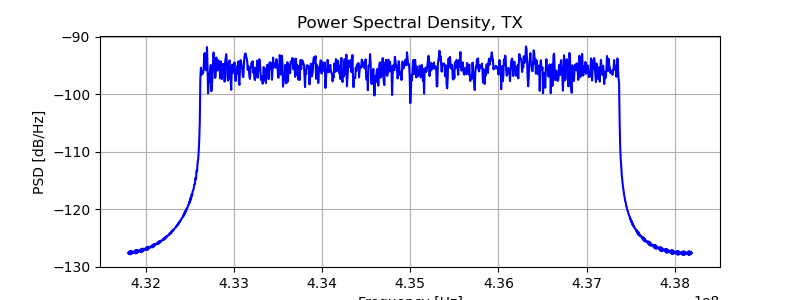 Power Spectral Density, TX
PSD [dB/Hz]
−90
−100
−110
−120
−130
4.32 4.33 4.34 4.35 4.36 4.37 4.38
Frequency [Hz]
1e8